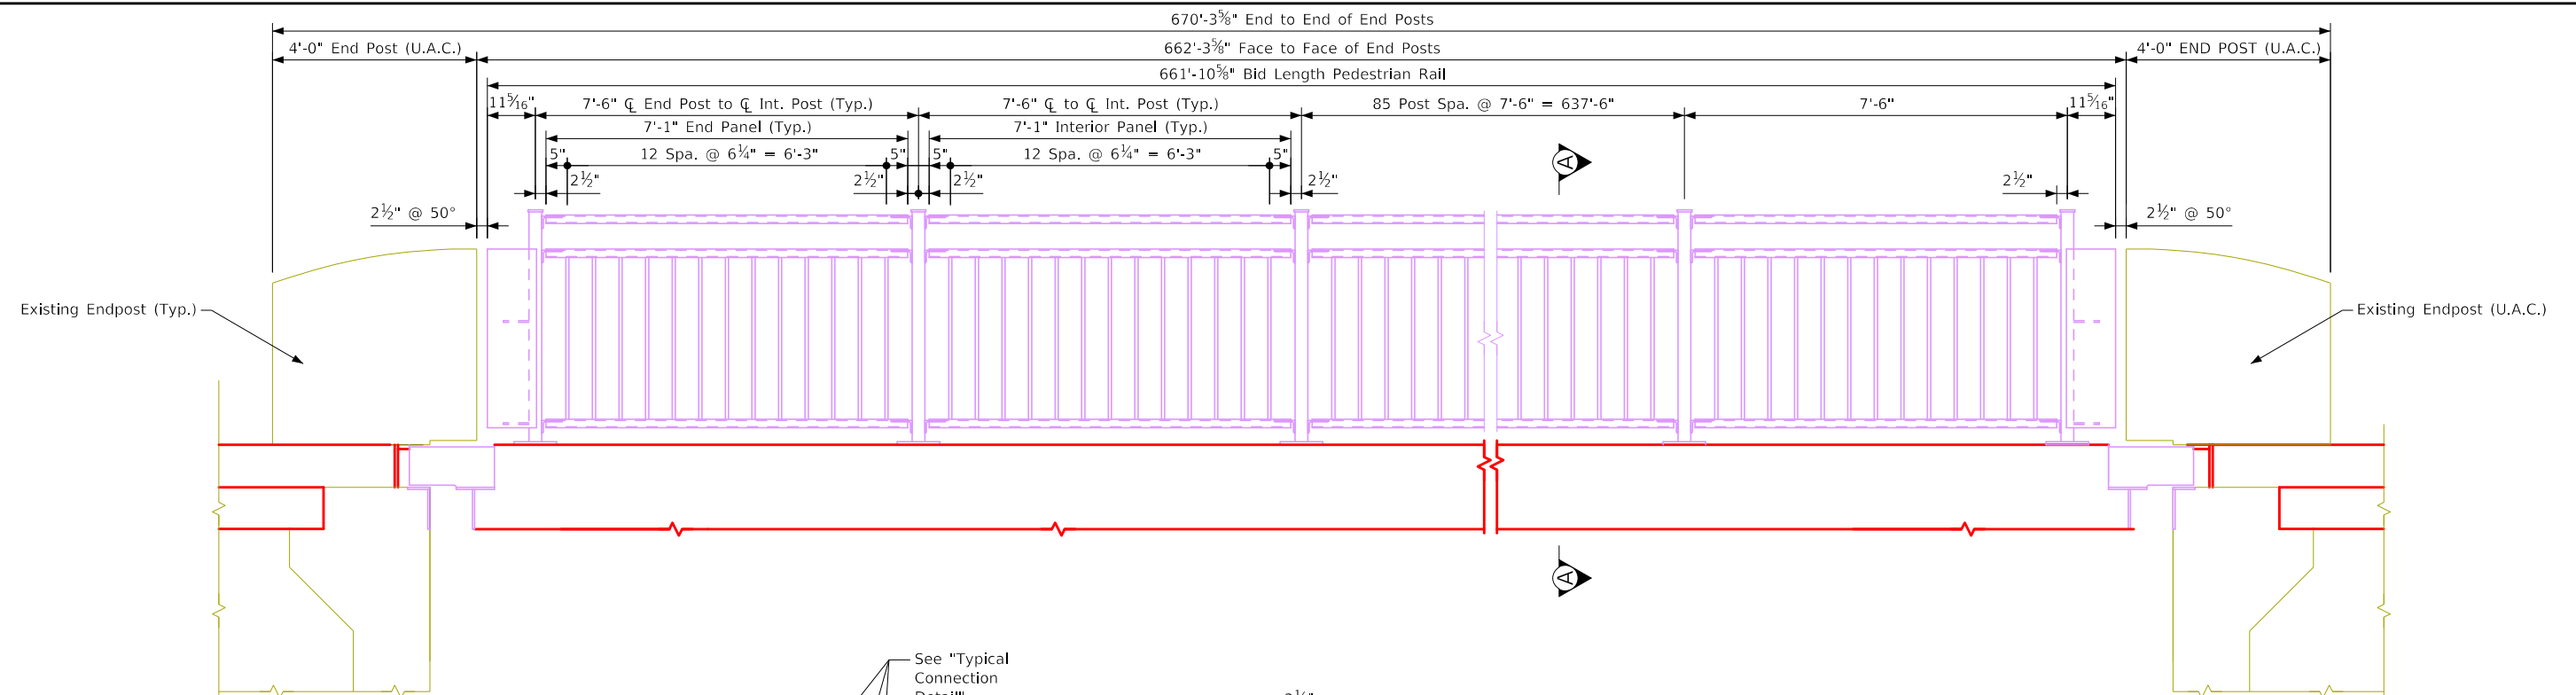 670'-3⅝" End to End of End Posts
4'-0" End Post (U.A.C.)
662'-3⅝" Face to Face of End Posts
4'-0" END POST (U.A.C.)
661'-10⅝" Bid Length Pedestrian Rail
11 5/16"
7'-6" ℄ End Post to ℄ Int. Post (Typ.)
7'-6" ℄ to ℄ Int. Post (Typ.)
85 Post Spa. @ 7'-6" = 637'-6"
7'-6"
11 5/16"
7'-1" End Panel (Typ.)
7'-1" Interior Panel (Typ.)
5"
12 Spa. @ 6¼" = 6'-3"
5"
5"
12 Spa. @ 6¼" = 6'-3"
5"
A
2½"
2½"
2½"
2½"
2½"
2½" @ 50°
2½" @ 50°
Existing Endpost (Typ.)
Existing Endpost (U.A.C.)
A
See "Typical
Connection
Detail"